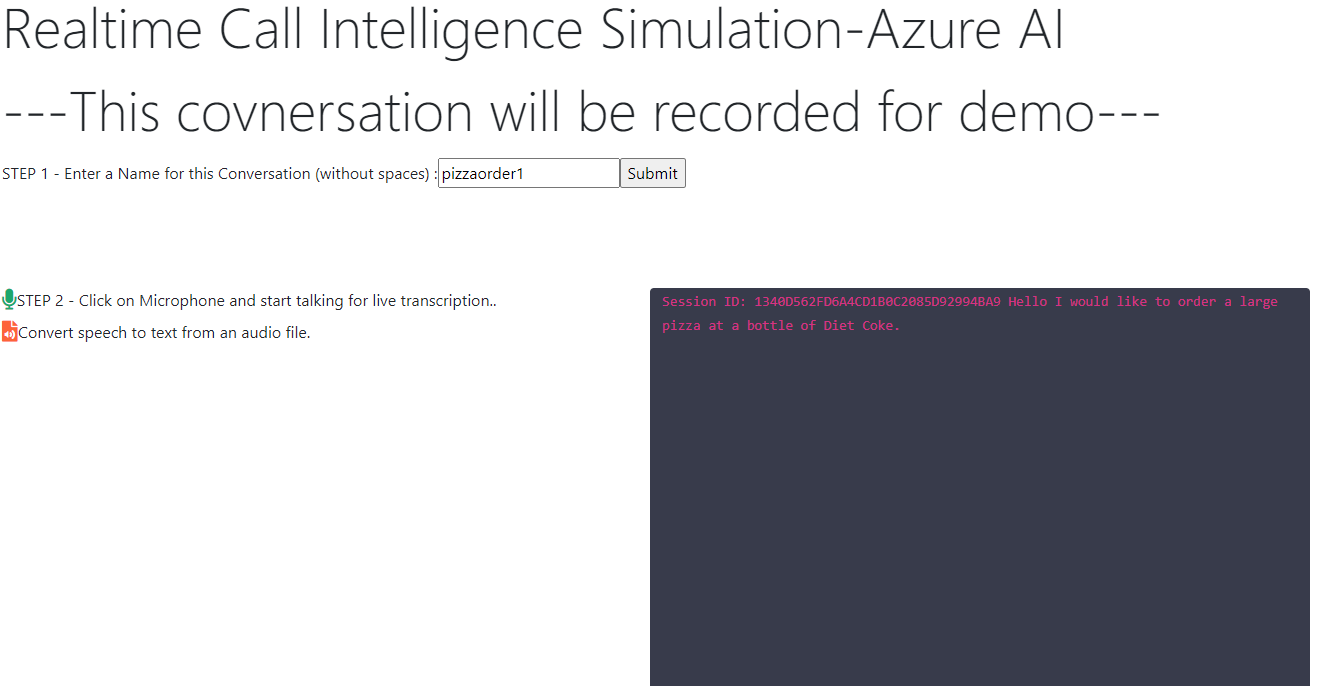 Realtime Call Intelligence Simulation-Azure AI
---This covnersation will be recorded for demo---
STEP 1 - Enter a Name for this Conversation (without spaces) : pizzaorder1 Submit
STEP 2 - Click on Microphone and start talking for live transcription..
Convert speech to text from an audio file.
Session ID: 1340D562FD6A4CD1B0C2085D92994BA9 Hello I would like to order a large
pizza at a bottle of Diet Coke.